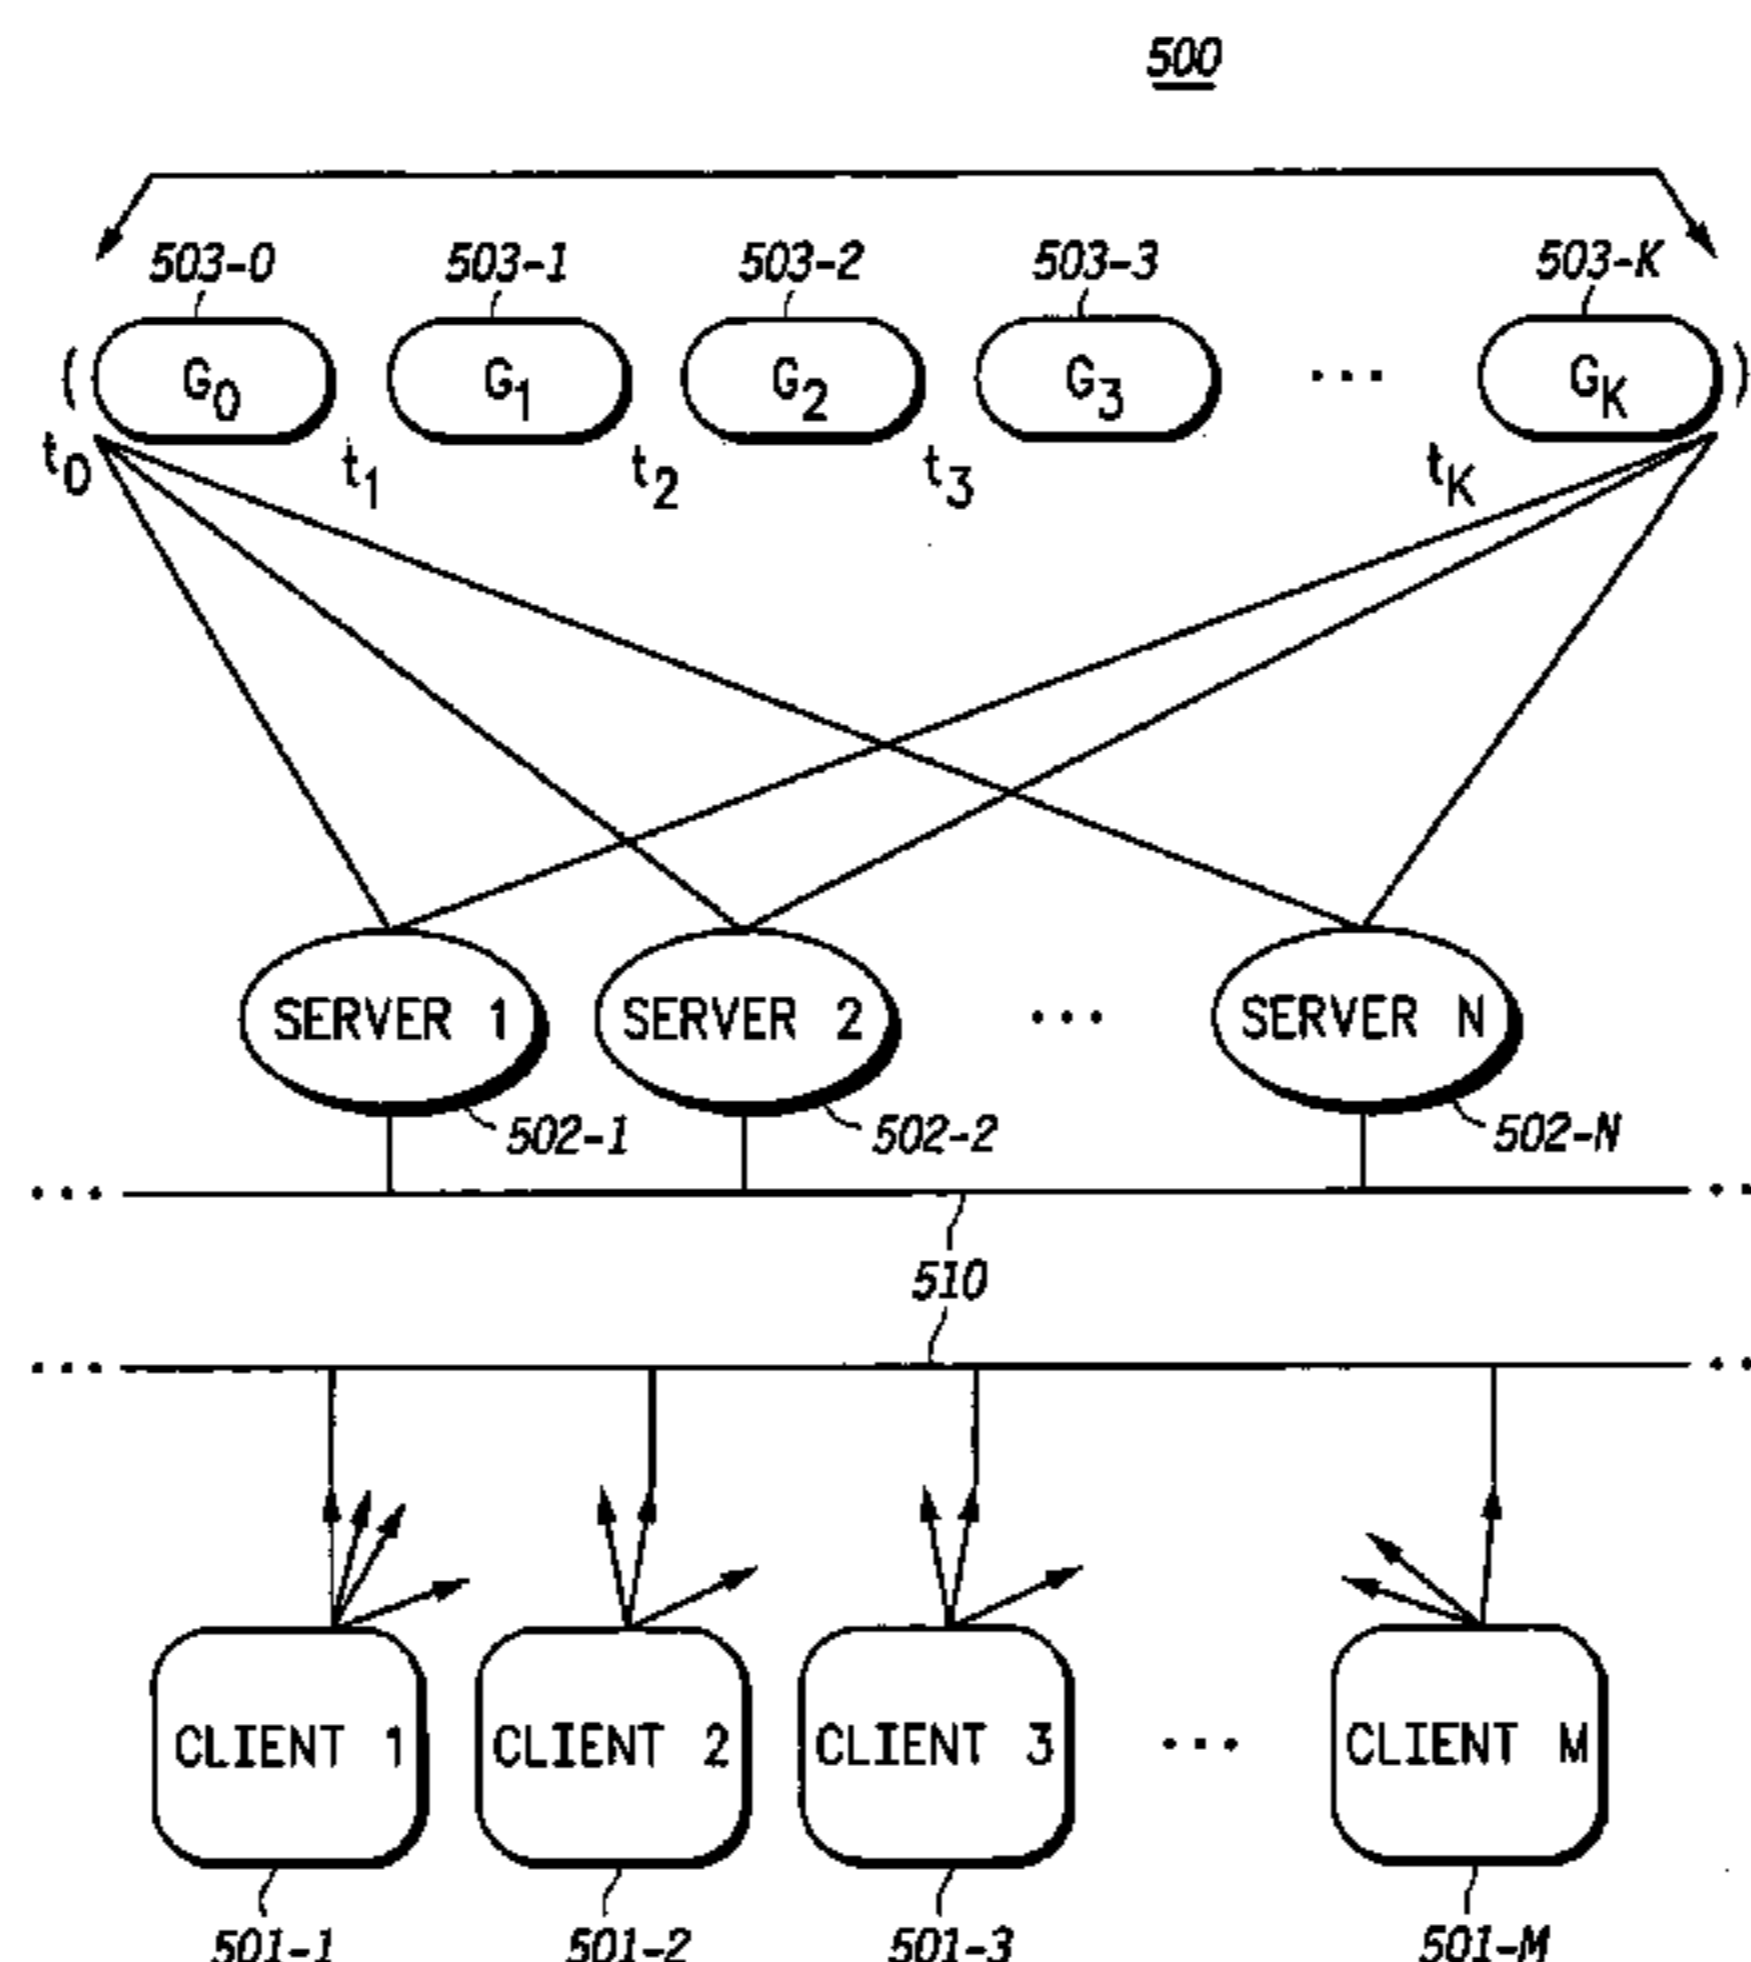 500
503-0 503-1 503-2 503-3 503-K
( G0 G1 G2 G3 ... GK )
t0 t1 t2 t3 tK
SERVER 1 SERVER 2 ... SERVER N
502-1 502-2 502-N
510
CLIENT 1 CLIENT 2 CLIENT 3 ... CLIENT M
501-1 501-2 501-3 501-M